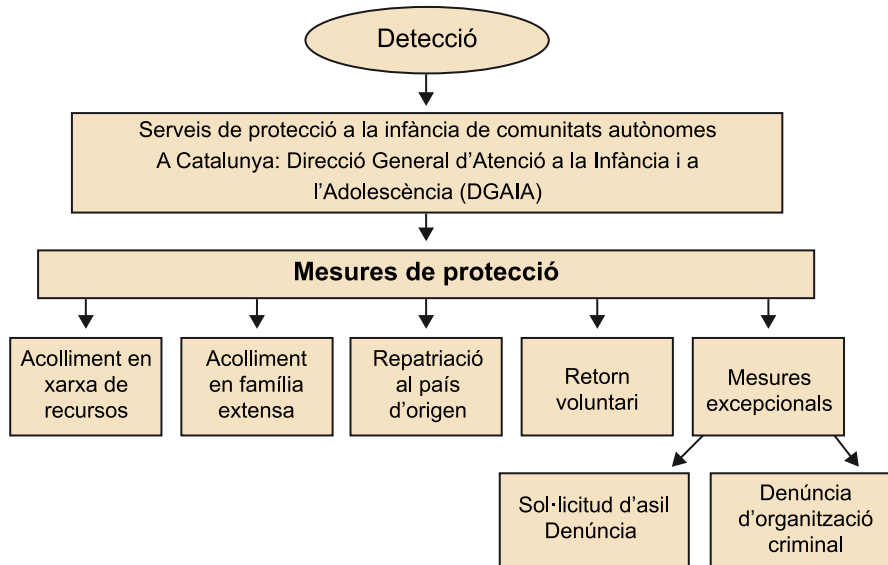 Detecció
Serveis de protecció a la infància de comunitats autònomes
A Catalunya: Direcció General d'Atenció a la Infància i a
l'Adolescència (DGAIA)
Mesures de protecció
Acolliment en
xarxa de
recursos
Acolliment
en família
extensa
Repatriació
al país
d'origen
Retorn
voluntari
Mesures
excepcionals
Sol·licitud d'asil
Denúncia
Denúncia
d'organització
criminal